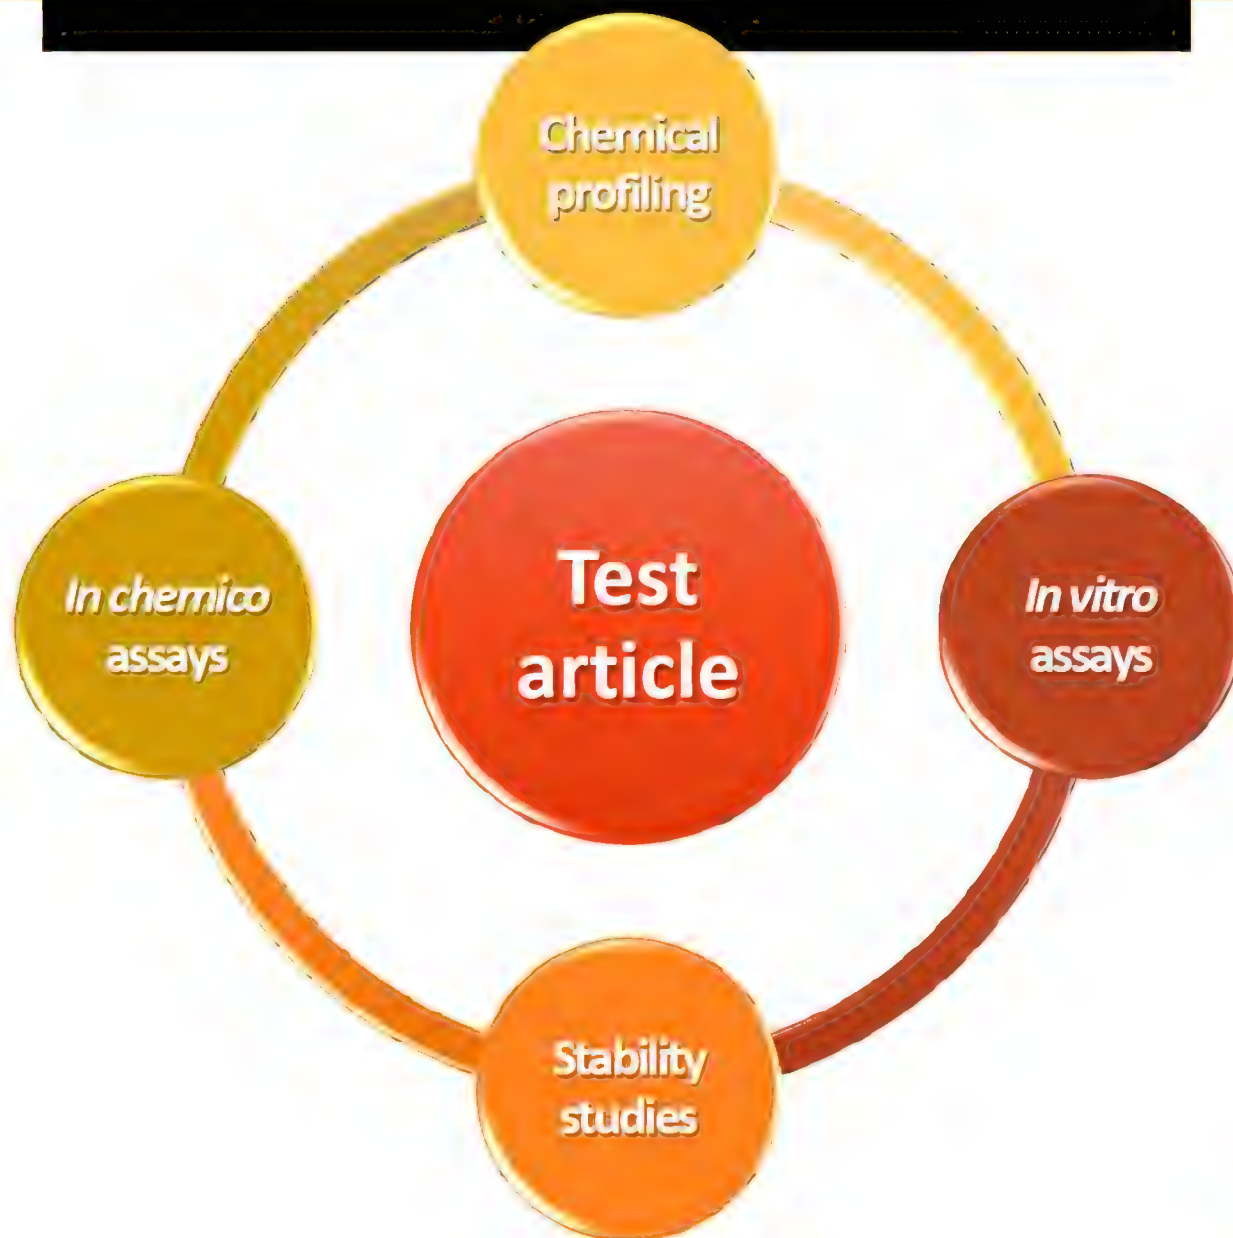 Chemical
profiling
In chemico
assays
Test
article
In vitro
assays
Stability
studies